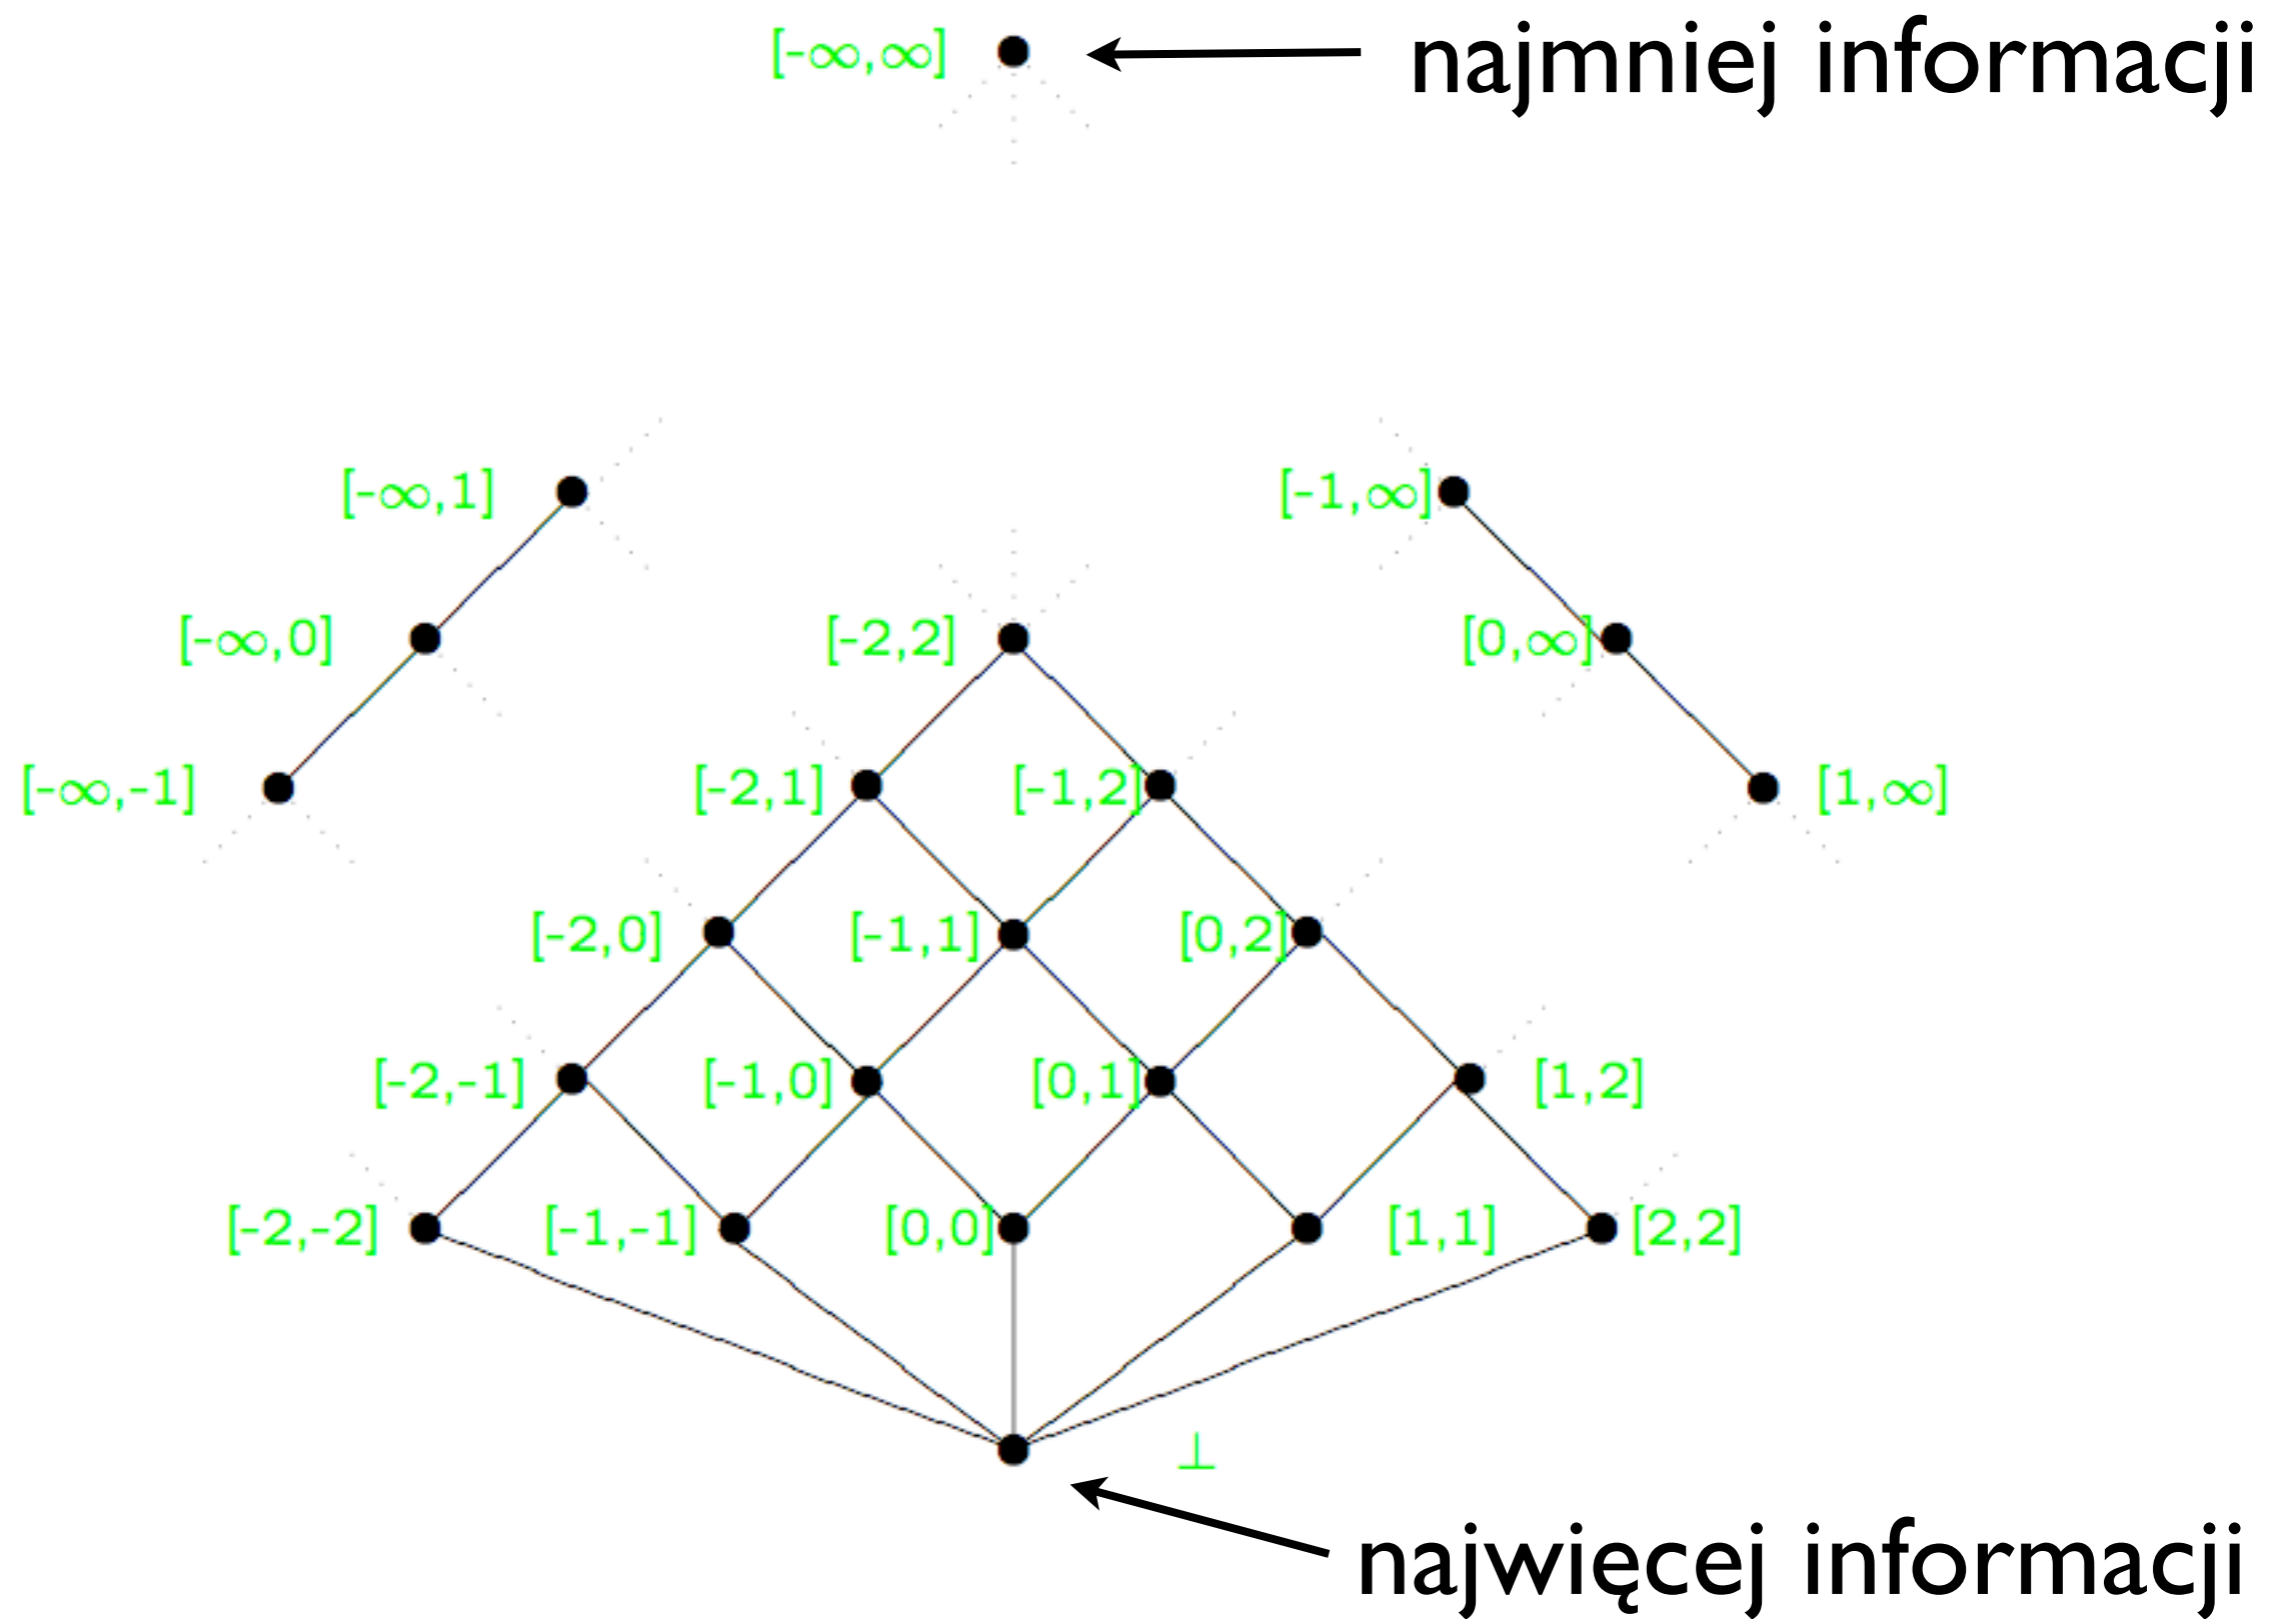 [-∞,∞] najmniej informacji
[-∞,1] [-1,∞]
[-∞,0] [-2,2] [0,∞]
[-∞,-1] [-2,1] [-1,2] [1,∞]
[-2,0] [-1,1] [0,2]
[-2,-1] [-1,0] [0,1] [1,2]
[-2,-2] [-1,-1] [0,0] [1,1] [2,2]
⊥
najwięcej informacji